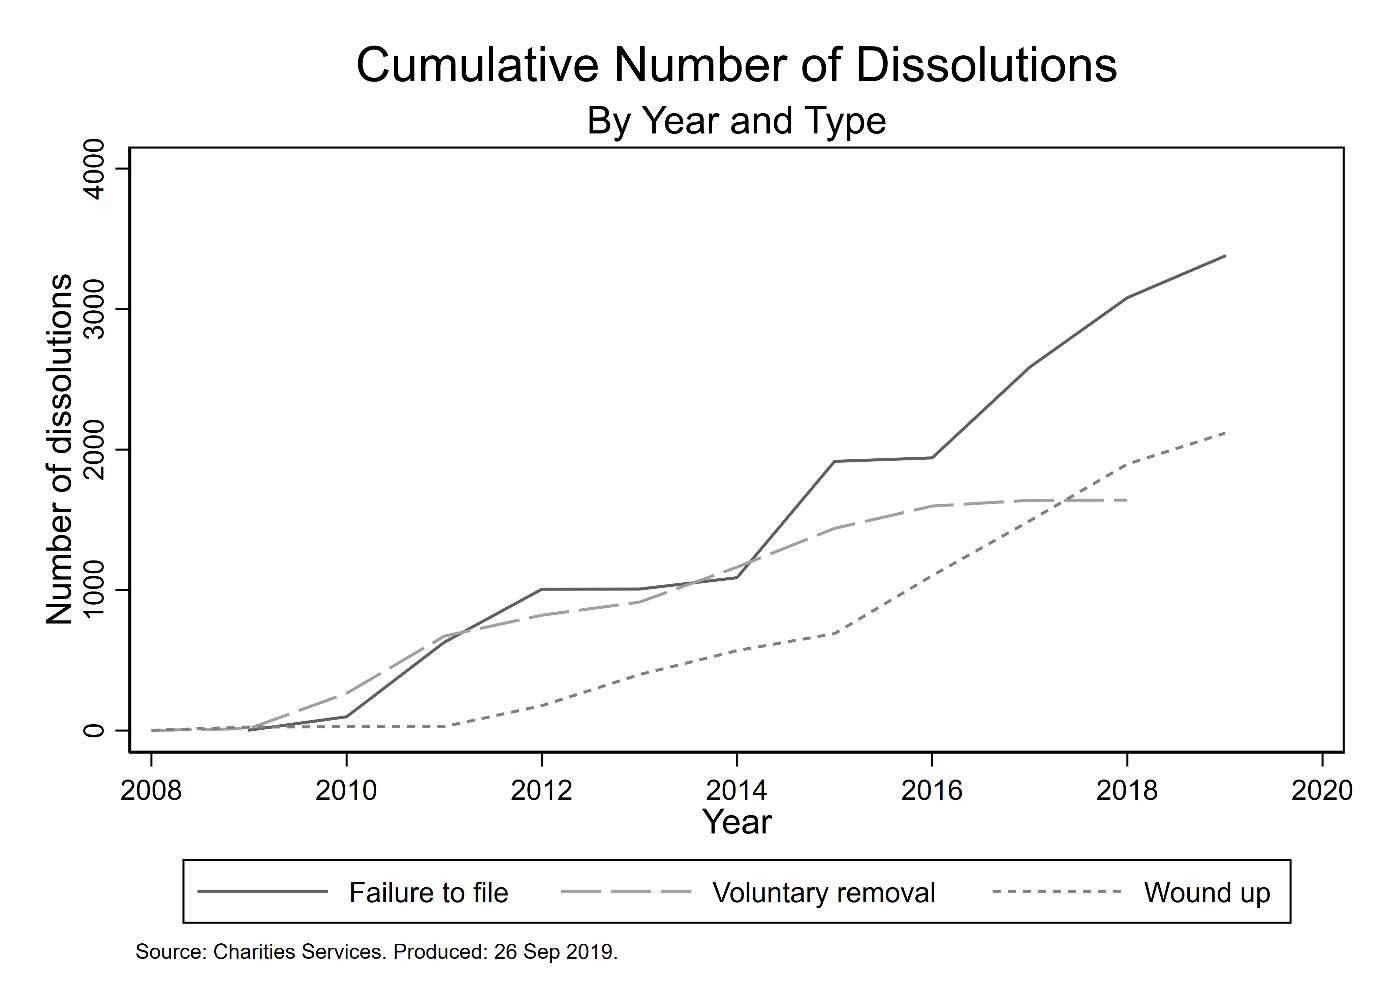 Cumulative Number of Dissolutions
By Year and Type
Number of dissolutions
4000
3000
2000
1000
0
2008 2010 2012 2014 2016 2018 2020
Year
Failure to file Voluntary removal Wound up
Source: Charities Services. Produced: 26 Sep 2019.